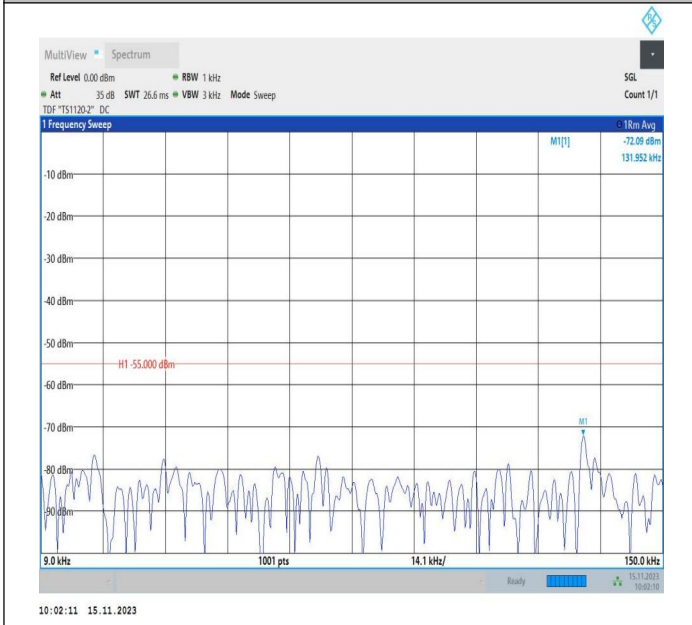 R S
MultiView Spectrum
Ref Level 0.00 dBm RBW 1 kHz SGL
Att 35 dB SWT 26.6 ms VBW 3 kHz Mode Sweep Count 1/1
TDF "TS1120-2" DC
1 Frequency Sweep 1Rm Avg
M1[1] -72.09 dBm
131.952 kHz
-10 dBm
-20 dBm
-30 dBm
-40 dBm
-50 dBm
H1 -55.000 dBm
-60 dBm
-70 dBm
M1
-80 dBm
-90 dBm
9.0 kHz 1001 pts 14.1 kHz/ 150.0 kHz
Ready 15.11.2023
10:02:10
10:02:11 15.11.2023